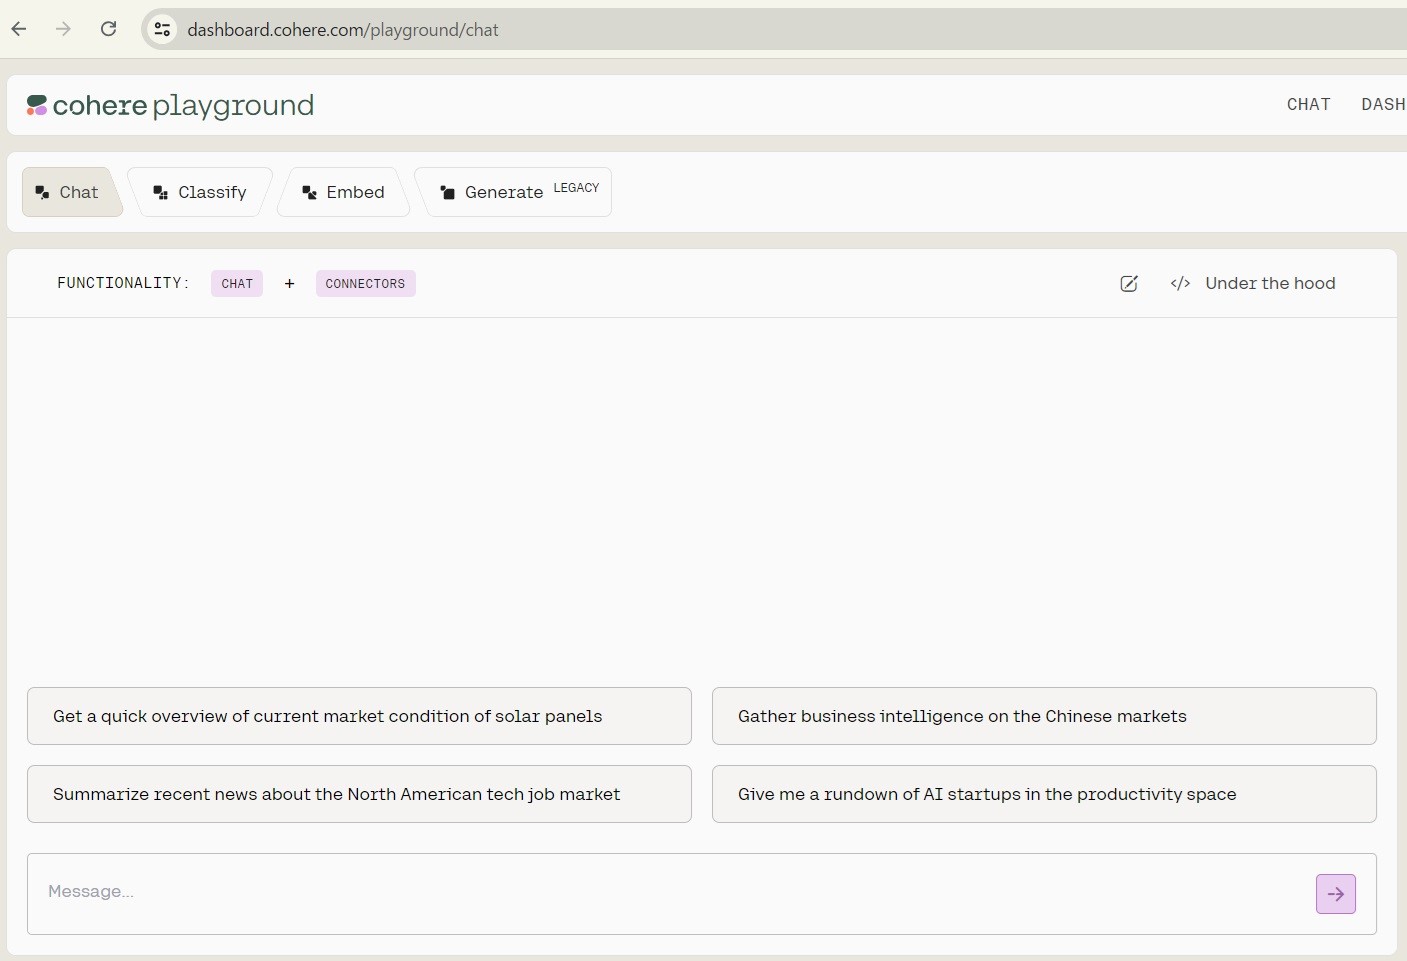 dashboard.cohere.com/playground/chat
cohere playground
CHAT DASH
Chat Classify Embed Generate LEGACY
FUNCTIONALITY: CHAT + CONNECTORS </> Under the hood
Get a quick overview of current market condition of solar panels
Gather business intelligence on the Chinese markets
Summarize recent news about the North American tech job market
Give me a rundown of AI startups in the productivity space
Message...